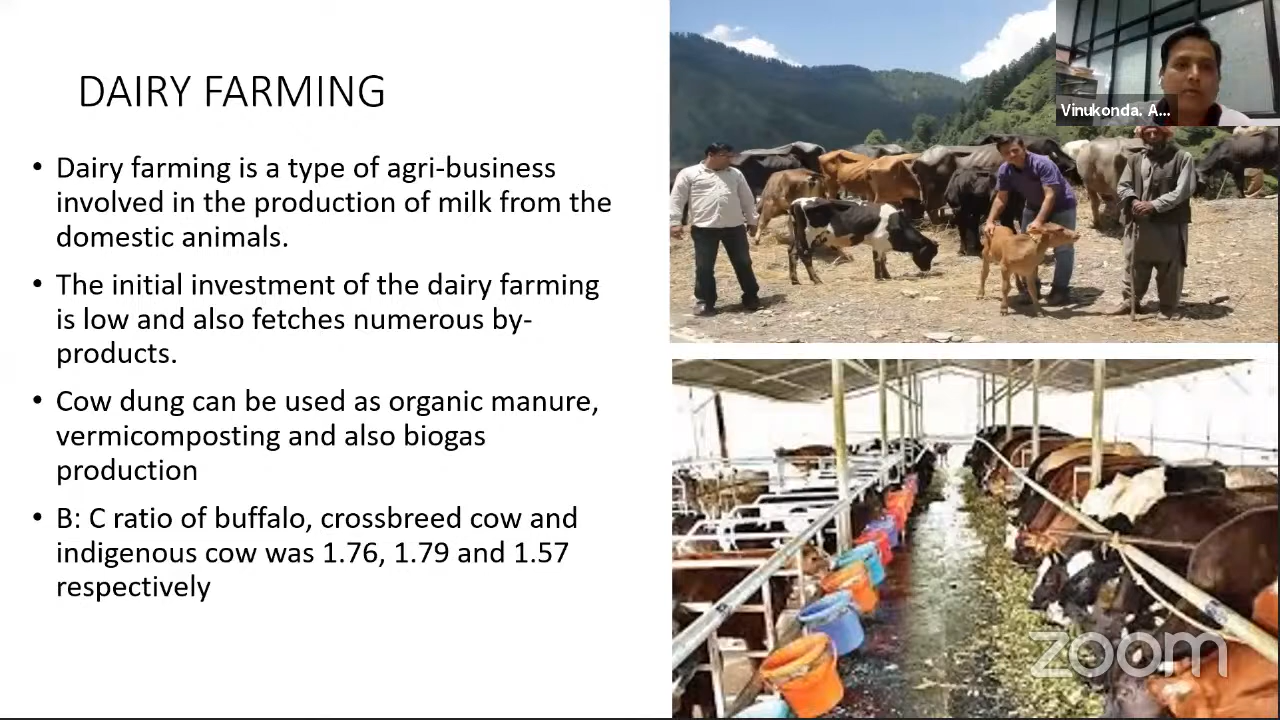 DAIRY FARMING
• Dairy farming is a type of agri-business
involved in the production of milk from the
domestic animals.
• The initial investment of the dairy farming
is low and also fetches numerous by-
products.
• Cow dung can be used as organic manure,
vermicomposting and also biogas
production
• B: C ratio of buffalo, crossbreed cow and
indigenous cow was 1.76, 1.79 and 1.57
respectively
Vinukonda. A...
zoom